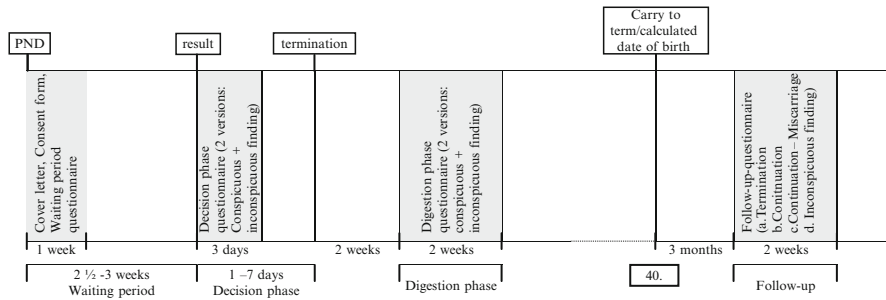 PND
result
termination
Carry to
term/calculated
date of birth
Cover letter, Consent form,
Waiting period
questionnaire
Decision phase
questionnaire (2 versions:
Conspicuous +
inconspicuous finding)
Digestion phase
questionnaire (2 versions:
conspicuous +
inconspicuous finding)
Follow-up-questionnaire
(a.Termination
b.Conitnuation
c.Continuation – Miscarriage
d. Inconspicuous finding)
1 week
3 days
2 weeks
2 weeks
3 months
2 weeks
2 ½ -3 weeks
Waiting period
1 –7 days
Decision phase
Digestion phase
40.
Follow-up